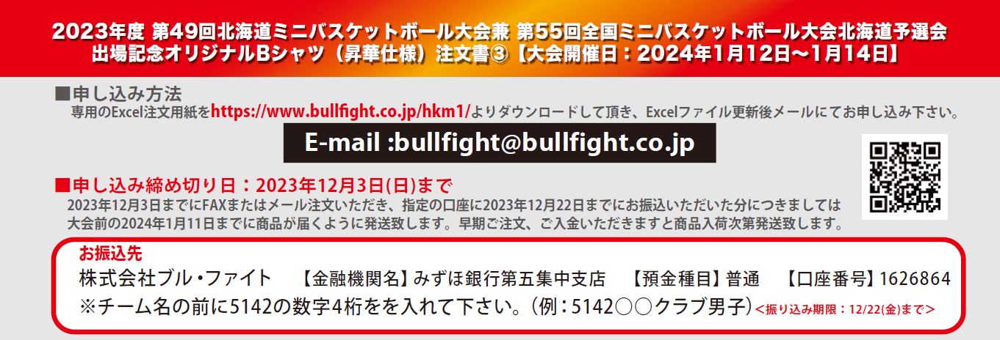 2023年度 第49回北海道ミニバスケットボール大会兼 第55回全国ミニバスケットボール大会北海道予選会
出場記念オリジナルBシャツ（昇華仕様）注文書③【大会開催日：2024年1月12日〜1月14日】
■申し込み方法
専用のExcel注文用紙をhttps://www.bullfight.co.jp/hkm1/よりダウンロードして頂き、Excelファイル更新後メールにてお申し込み下さい。
E-mail :bullfight@bullfight.co.jp
■申し込み締め切り日：2023年12月3日(日)まで
2023年12月3日までにFAXまたはメール注文いただき、指定の口座に2023年12月22日までにお振込いただいた分につきましては
大会前の2024年1月11日までに商品が届くように発送致します。早期ご注文、ご入金いただきますと商品入荷次第発送致します。
お振込先
株式会社ブル・ファイト 【金融機関名】みずほ銀行第五集中支店 【預金種目】普通 【口座番号】1626864
※チーム名の前に5142の数字4桁をを入れて下さい。（例：5142○○クラブ男子）＜振り込み期限：12/22(金)まで＞